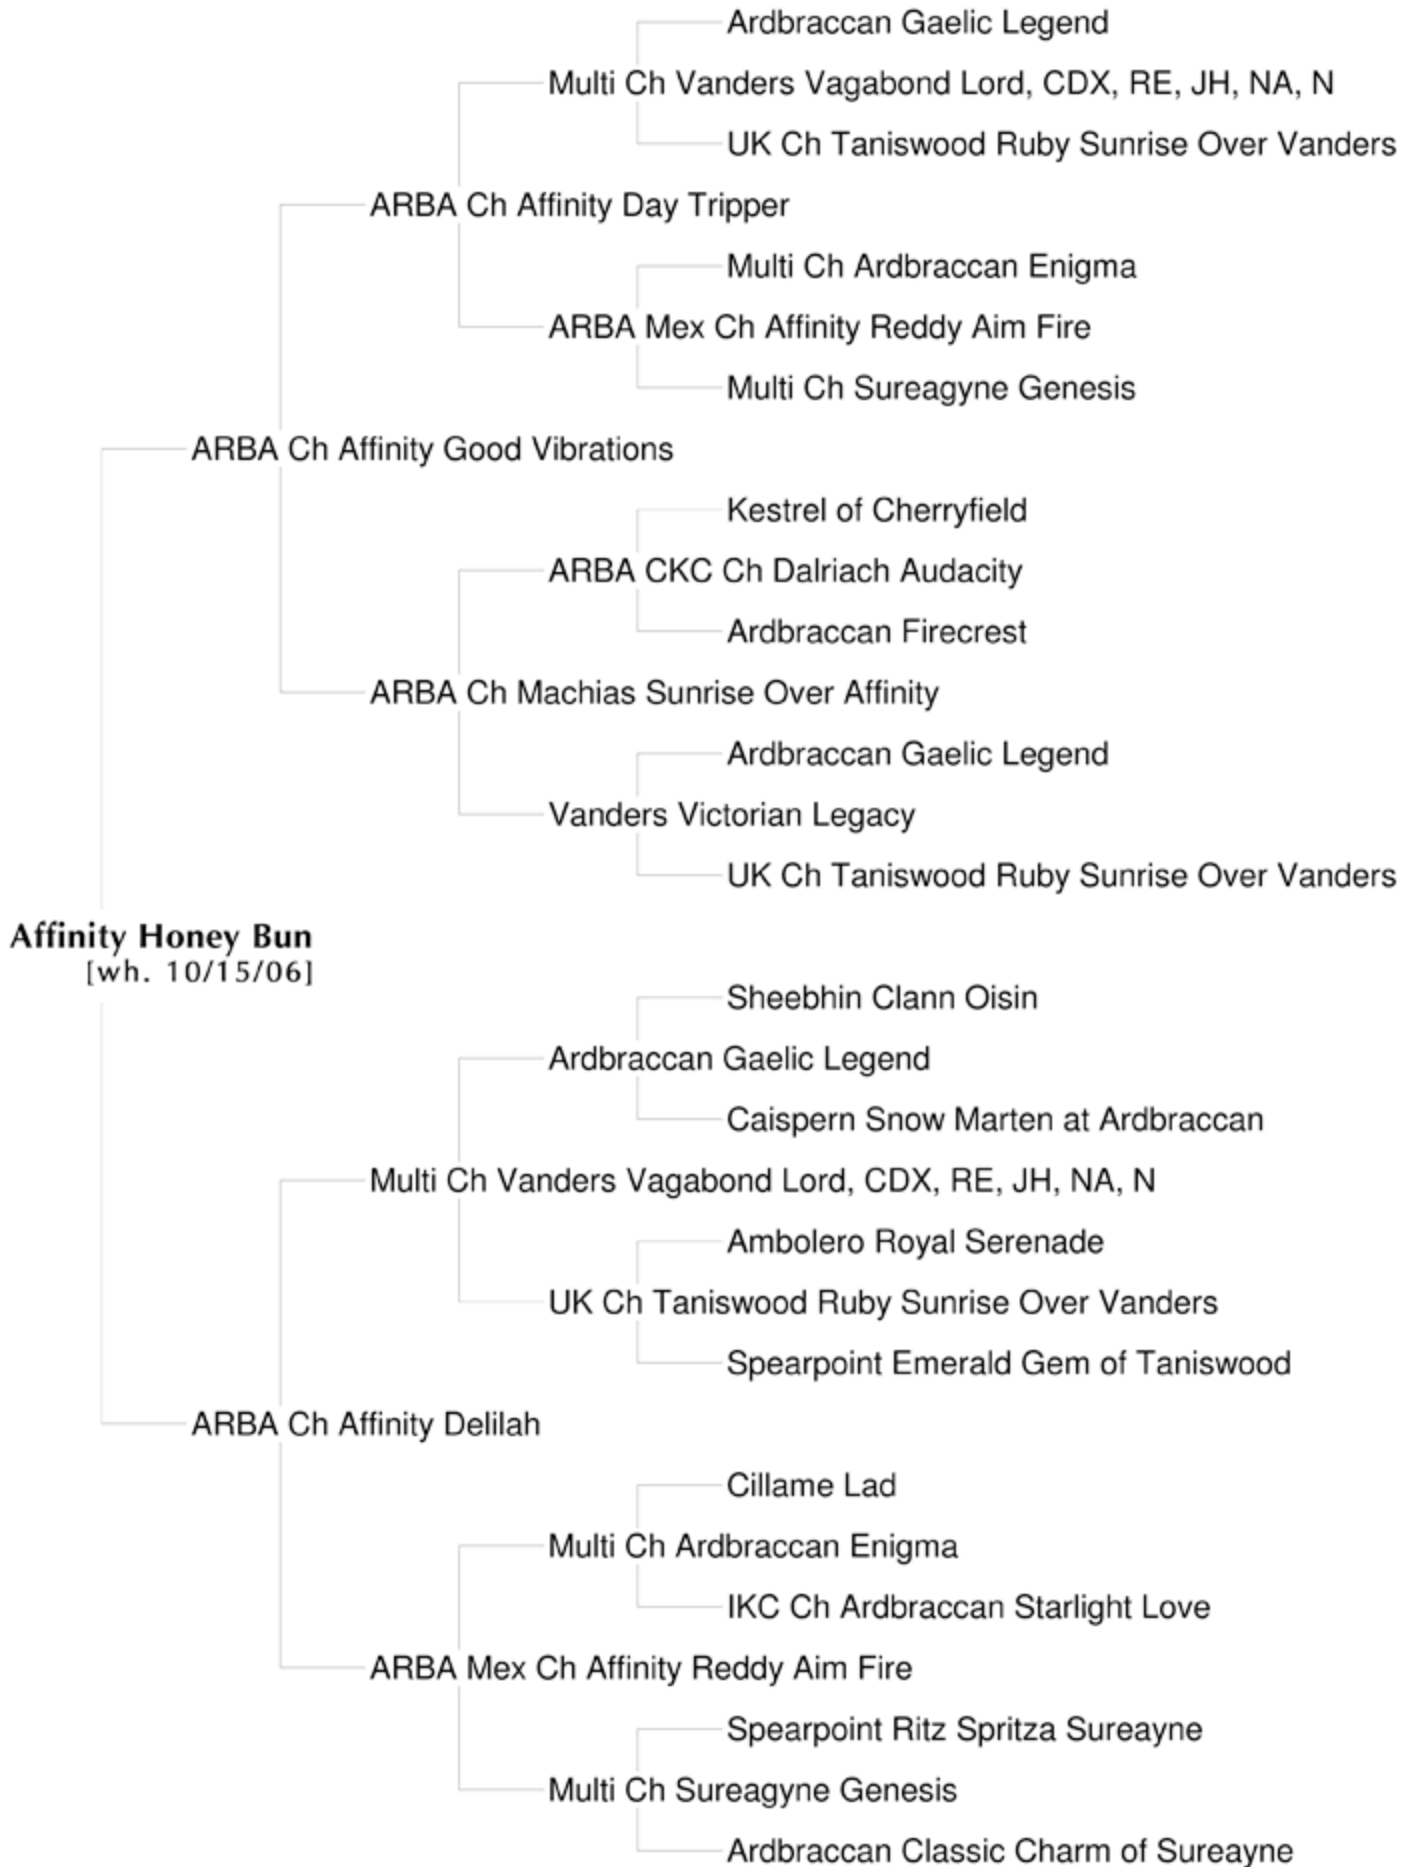 Ardbraccan Gaelic Legend
Multi Ch Vanders Vagabond Lord, CDX, RE, JH, NA, N
UK Ch Taniswood Ruby Sunrise Over Vanders
ARBA Ch Affinity Day Tripper
Multi Ch Ardbraccan Enigma
ARBA Mex Ch Affinity Reddy Aim Fire
Multi Ch Sureagyne Genesis
ARBA Ch Affinity Good Vibrations
Kestrel of Cherryfield
ARBA CKC Ch Dalriach Audacity
Ardbraccan Firecrest
ARBA Ch Machias Sunrise Over Affinity
Ardbraccan Gaelic Legend
Vanders Victorian Legacy
UK Ch Taniswood Ruby Sunrise Over Vanders
Affinity Honey Bun
[wh. 10/15/06]
Sheebhin Clann Oisin
Ardbraccan Gaelic Legend
Caispern Snow Marten at Ardbraccan
Multi Ch Vanders Vagabond Lord, CDX, RE, JH, NA, N
Ambolero Royal Serenade
UK Ch Taniswood Ruby Sunrise Over Vanders
Spearpoint Emerald Gem of Taniswood
ARBA Ch Affinity Delilah
Cillame Lad
Multi Ch Ardbraccan Enigma
IKC Ch Ardbraccan Starlight Love
ARBA Mex Ch Affinity Reddy Aim Fire
Spearpoint Ritz Spritza Sureayne
Multi Ch Sureagyne Genesis
Ardbraccan Classic Charm of Sureayne